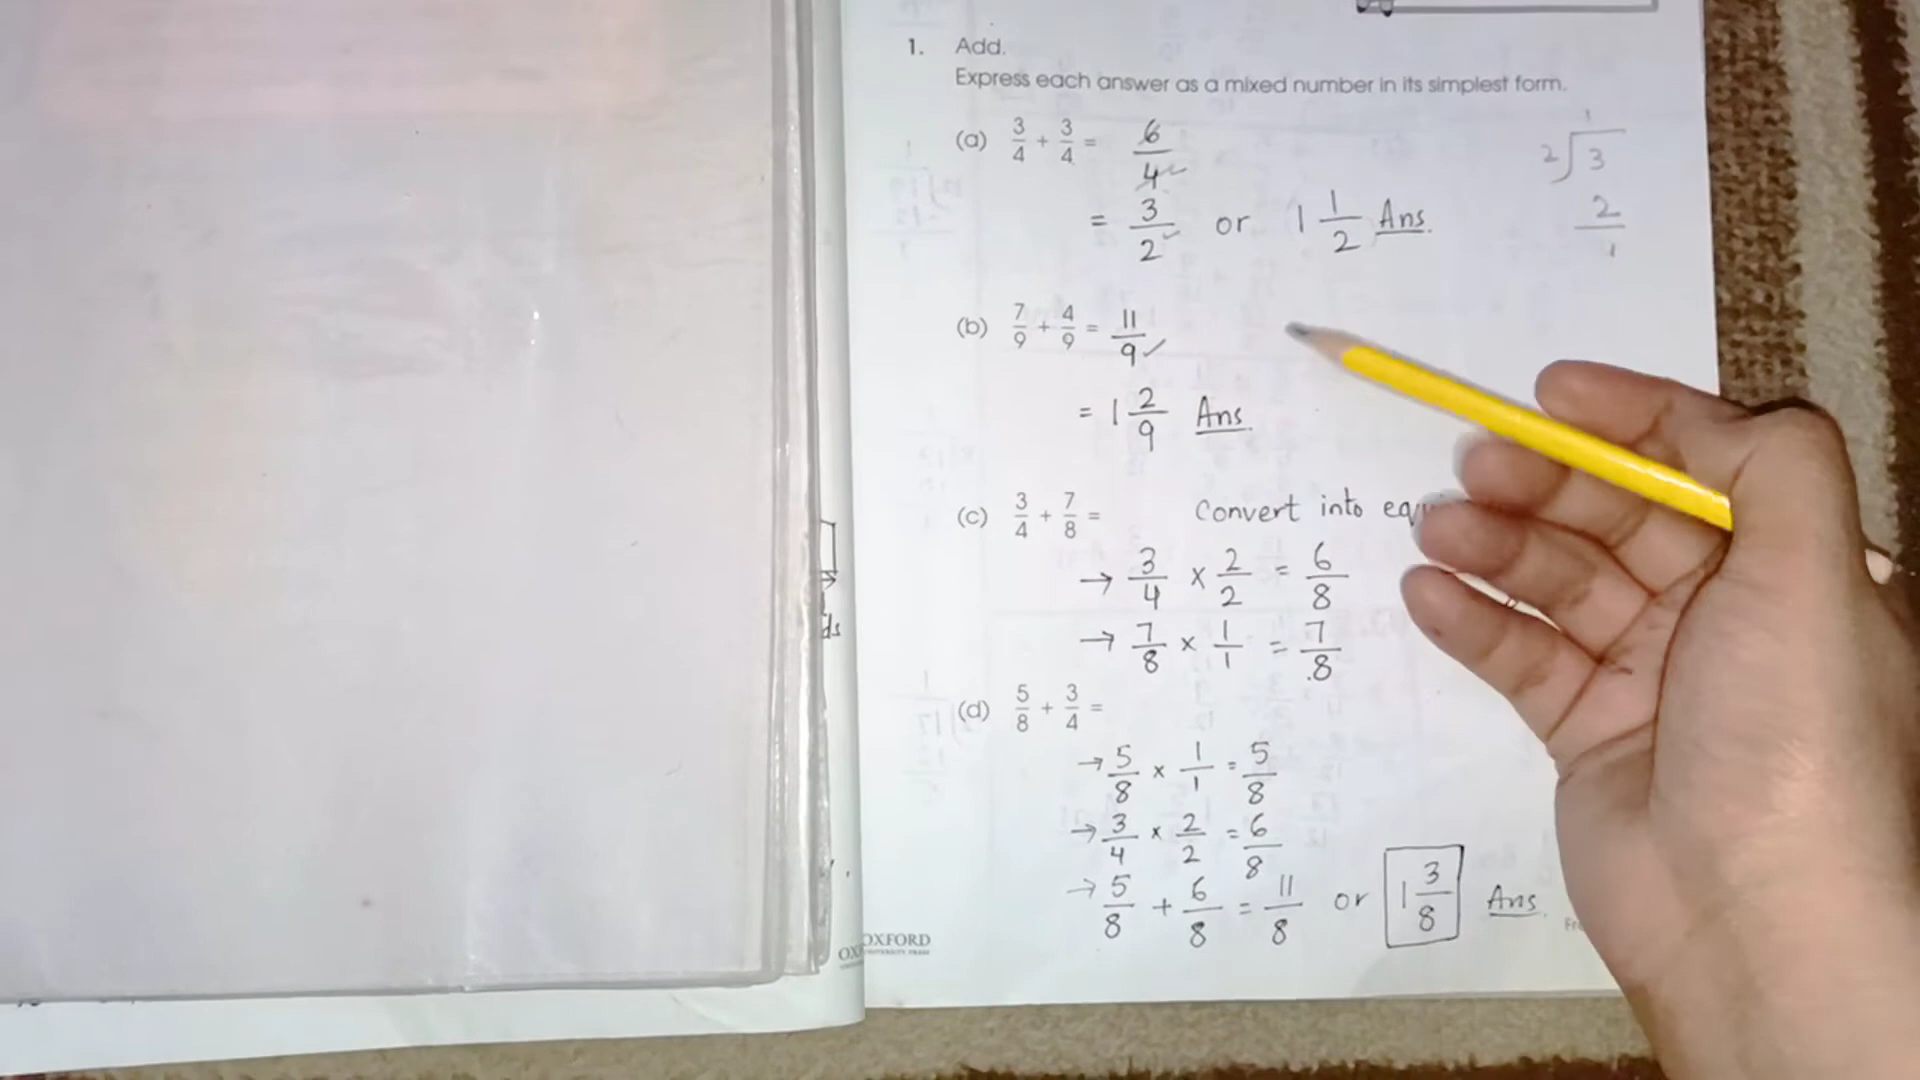 1. Add.
Express each answer as a mixed number in its simplest form.
(a) 3/4 + 3/4 = 6/4
= 3/2 or 1 1/2 Ans.
1
2 3
2
1
(b) 7/9 + 4/9 = 11/9
= 1 2/9 Ans.
(c) 3/4 + 7/8 = Convert into
→ 3/4 × 2/2 = 6/8
→ 7/8 × 1/1 = 7/8
(d) 5/8 + 3/4 =
→ 5/8 × 1/1 = 5/8
→ 3/4 × 2/2 = 6/8
→ 5/8 + 6/8 = 11/8 or 1 3/8 Ans.
ds
OXFORD
UNIVERSITY PRESS